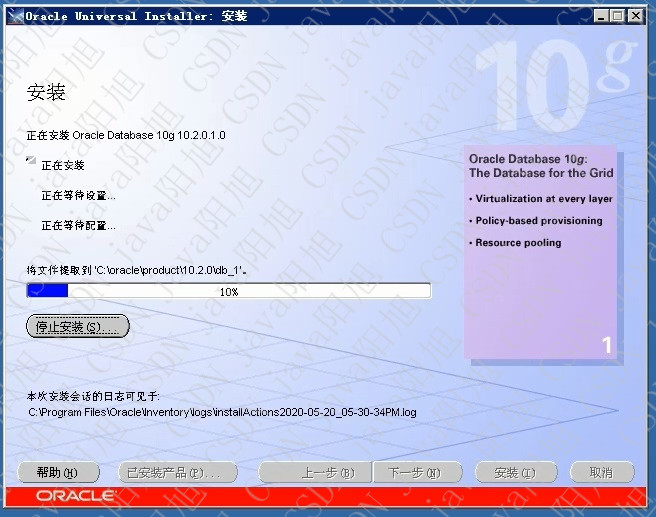 Oracle Universal Installer: 安装
10g
安装
正在安装 Oracle Database 10g 10.2.0.1.0
正在安装
正在等待设置...
正在等待配置...
Oracle Database 10g:
The Database for the Grid
• Virtualization at every layer
• Policy-based provisioning
• Resource pooling
1
将文件提取到 'C:\oracle\product\10.2.0\db_1'。
10%
停止安装(S)...
本次安装会话的日志可见于:
C:\Program Files\Oracle\Inventory\logs\installActions2020-05-20_05-30-34PM.log
帮助(H) 已安装产品(P)... 上一步(B) 下一步(N) 安装(I) 取消
ORACLE
CSDN java阳旭